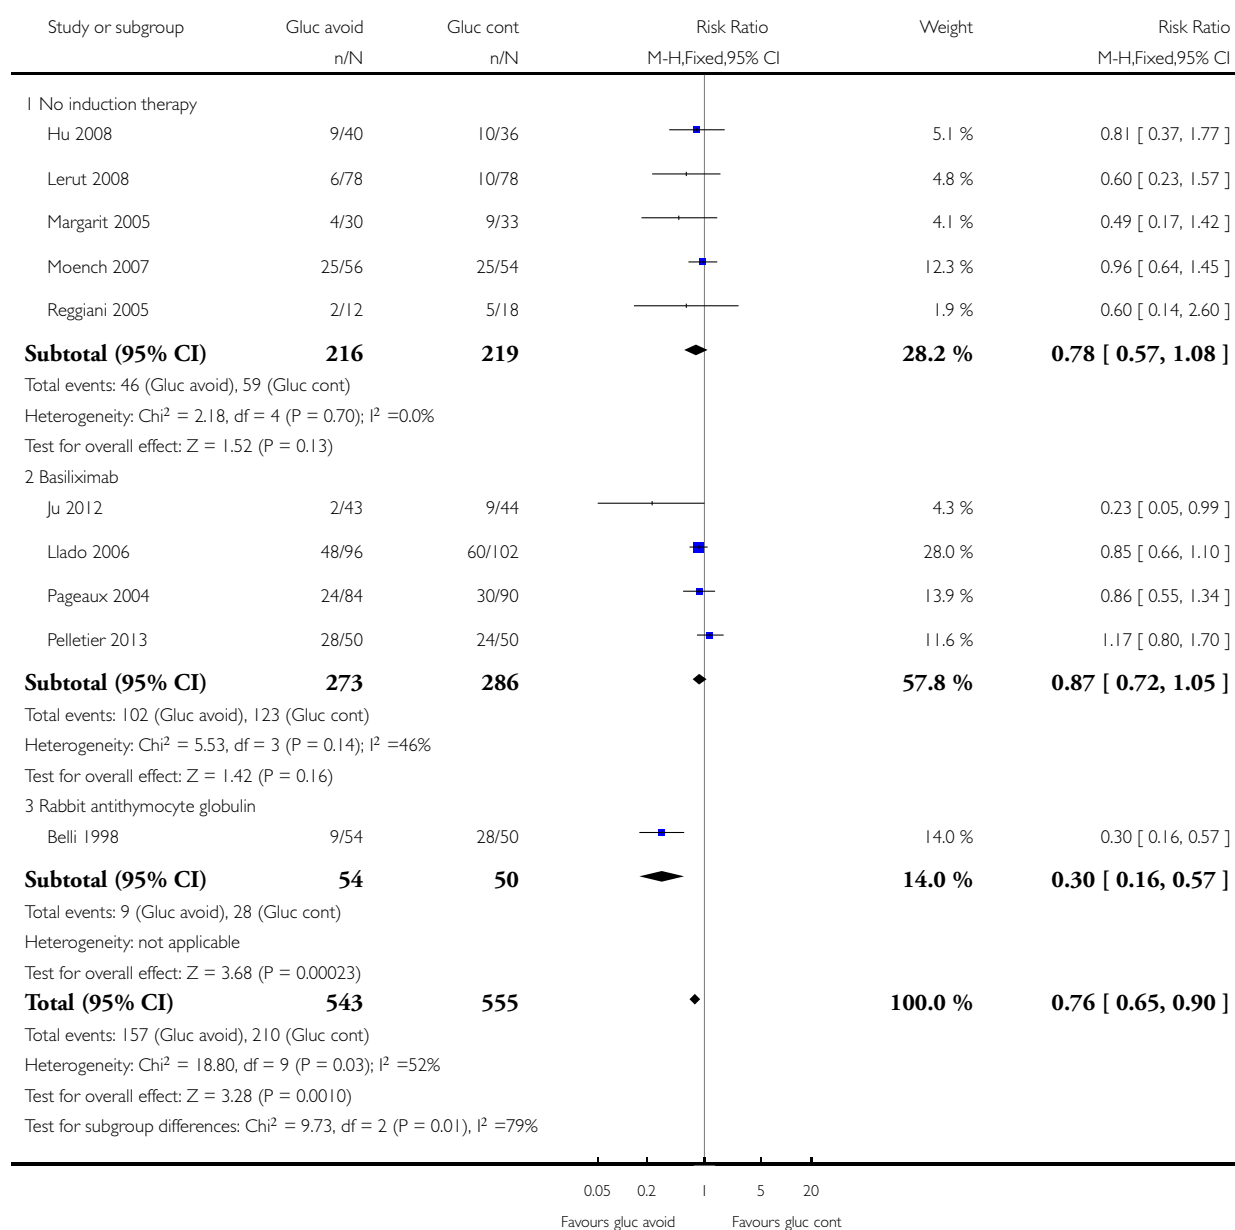 Study or subgroup Gluc avoid Gluc cont Risk Ratio Weight Risk Ratio
n/N n/N M-H,Fixed,95% CI M-H,Fixed,95% CI
1 No induction therapy
Hu 2008 9/40 10/36 5.1 % 0.81 [ 0.37, 1.77 ]
Lerut 2008 6/78 10/78 4.8 % 0.60 [ 0.23, 1.57 ]
Margarit 2005 4/30 9/33 4.1 % 0.49 [ 0.17, 1.42 ]
Moench 2007 25/56 25/54 12.3 % 0.96 [ 0.64, 1.45 ]
Reggiani 2005 2/12 5/18 1.9 % 0.60 [ 0.14, 2.60 ]
Subtotal (95% CI) 216 219 28.2 % 0.78 [ 0.57, 1.08 ]
Total events: 46 (Gluc avoid), 59 (Gluc cont)
Heterogeneity: Chi² = 2.18, df = 4 (P = 0.70); I² =0.0%
Test for overall effect: Z = 1.52 (P = 0.13)
2 Basiliximab
Ju 2012 2/43 9/44 4.3 % 0.23 [ 0.05, 0.99 ]
Llado 2006 48/96 60/102 28.0 % 0.85 [ 0.66, 1.10 ]
Pageaux 2004 24/84 30/90 13.9 % 0.86 [ 0.55, 1.34 ]
Pelletier 2013 28/50 24/50 11.6 % 1.17 [ 0.80, 1.70 ]
Subtotal (95% CI) 273 286 57.8 % 0.87 [ 0.72, 1.05 ]
Total events: 102 (Gluc avoid), 123 (Gluc cont)
Heterogeneity: Chi² = 5.53, df = 3 (P = 0.14); I² =46%
Test for overall effect: Z = 1.42 (P = 0.16)
3 Rabbit antithymocyte globulin
Belli 1998 9/54 28/50 14.0 % 0.30 [ 0.16, 0.57 ]
Subtotal (95% CI) 54 50 14.0 % 0.30 [ 0.16, 0.57 ]
Total events: 9 (Gluc avoid), 28 (Gluc cont)
Heterogeneity: not applicable
Test for overall effect: Z = 3.68 (P = 0.00023)
Total (95% CI) 543 555 100.0 % 0.76 [ 0.65, 0.90 ]
Total events: 157 (Gluc avoid), 210 (Gluc cont)
Heterogeneity: Chi² = 18.80, df = 9 (P = 0.03); I² =52%
Test for overall effect: Z = 3.28 (P = 0.0010)
Test for subgroup differences: Chi² = 9.73, df = 2 (P = 0.01), I² =79%
0.05 0.2 1 5 20
Favours gluc avoid Favours gluc cont